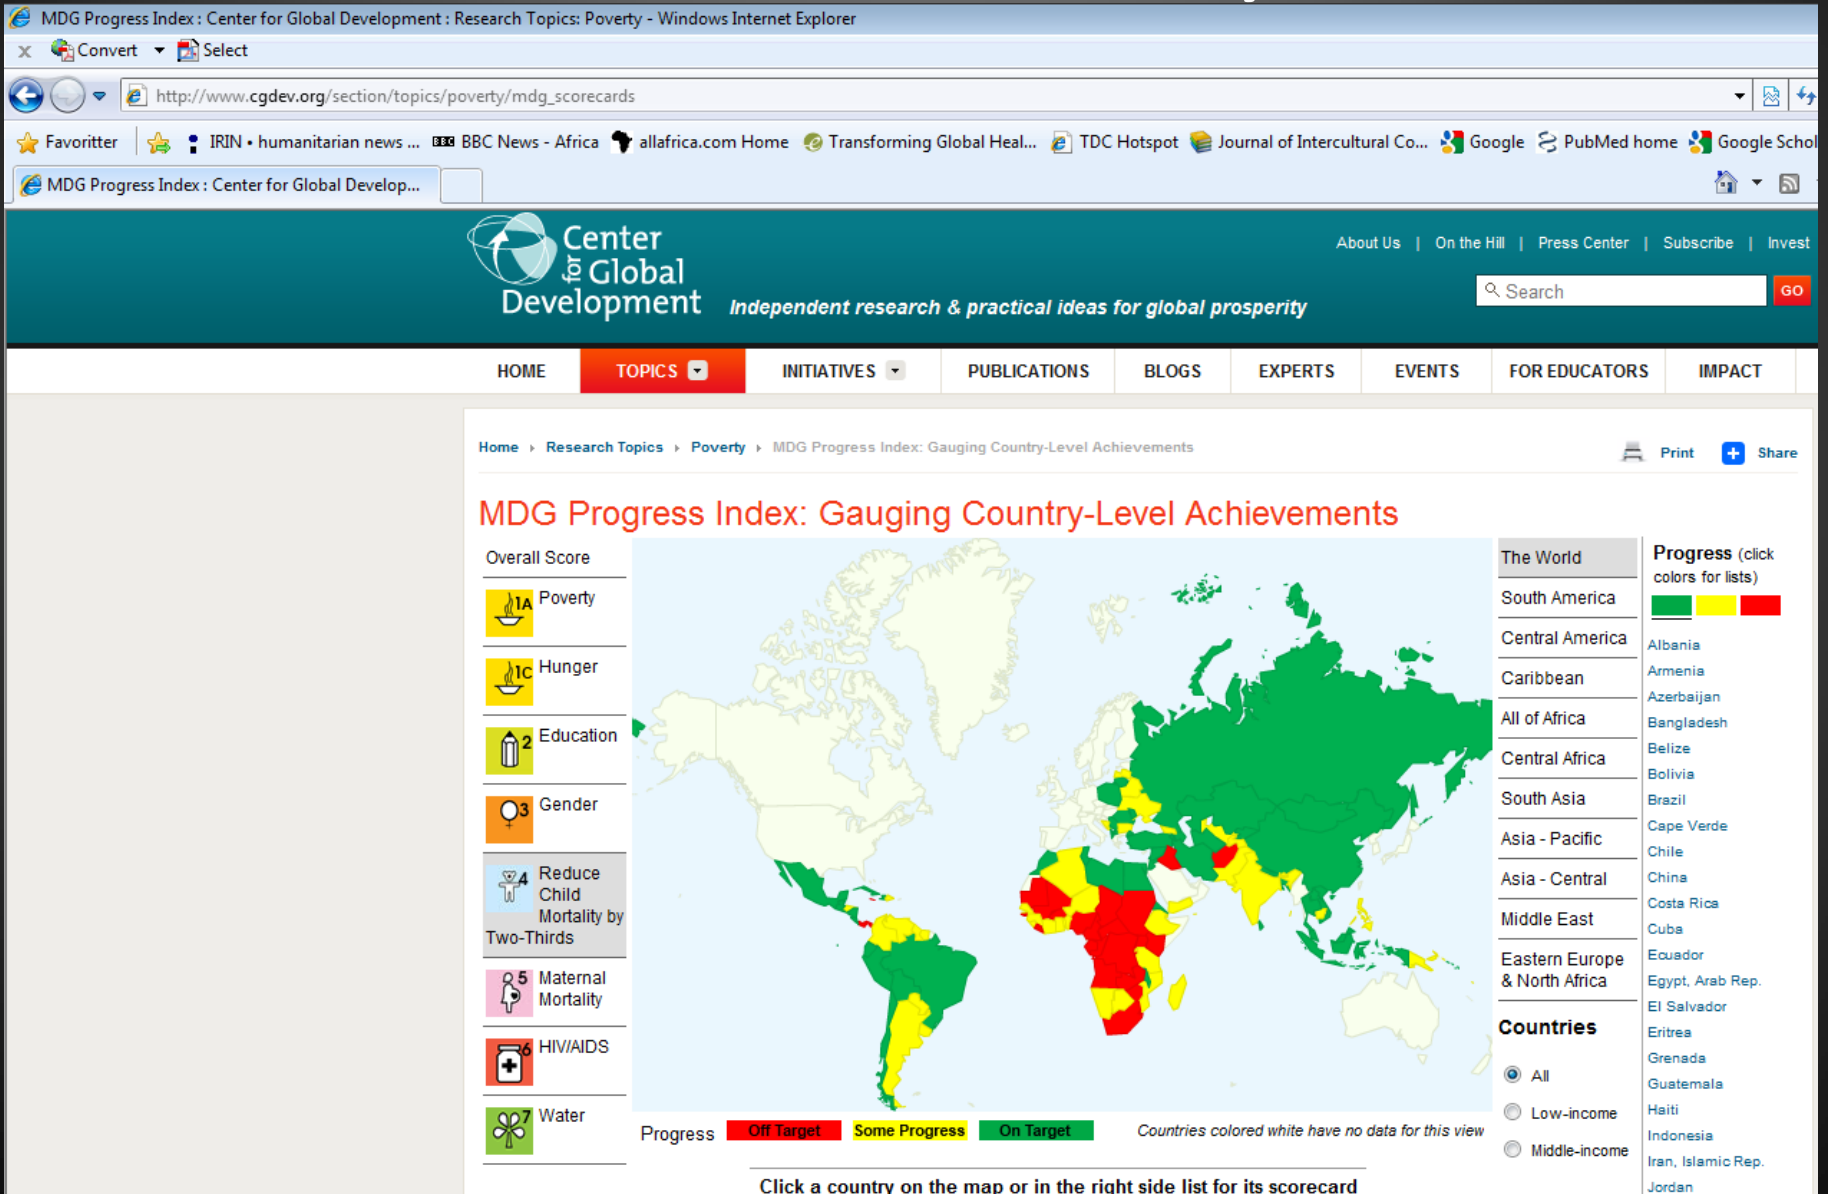 MDG Progress Index : Center for Global Development : Research Topics: Poverty - Windows Internet Explorer
x Convert Select
http://www.cgdev.org/section/topics/poverty/mdg_scorecards
Favoritter IRIN • humanitarian news ... BBC BBC News - Africa allafrica.com Home Transforming Global Heal... TDC Hotspot Journal of Intercultural Co... Google PubMed home Google Schol
MDG Progress Index : Center for Global Develop...
Center
for Global
Development
Independent research & practical ideas for global prosperity
About Us | On the Hill | Press Center | Subscribe | Invest
Search GO
HOME TOPICS INITIATIVES PUBLICATIONS BLOGS EXPERTS EVENTS FOR EDUCATORS IMPACT
Home Research Topics Poverty MDG Progress Index: Gauging Country-Level Achievements
Print Share
MDG Progress Index: Gauging Country-Level Achievements
Overall Score
1A Poverty
1C Hunger
2 Education
3 Gender
4 Reduce
Child
Mortality by
Two-Thirds
5 Maternal
Mortality
6 HIV/AIDS
7 Water
Progress Off Target Some Progress On Target Countries colored white have no data for this view
Click a country on the map or in the right side list for its scorecard
The World
South America
Central America
Caribbean
All of Africa
Central Africa
South Asia
Asia - Pacific
Asia - Central
Middle East
Eastern Europe
& North Africa
Countries
All
Low-income
Middle-income
Progress (click
colors for lists)
Albania
Armenia
Azerbaijan
Bangladesh
Belize
Bolivia
Brazil
Cape Verde
Chile
China
Costa Rica
Cuba
Ecuador
Egypt, Arab Rep.
El Salvador
Eritrea
Grenada
Guatemala
Haiti
Indonesia
Iran, Islamic Rep.
Jordan